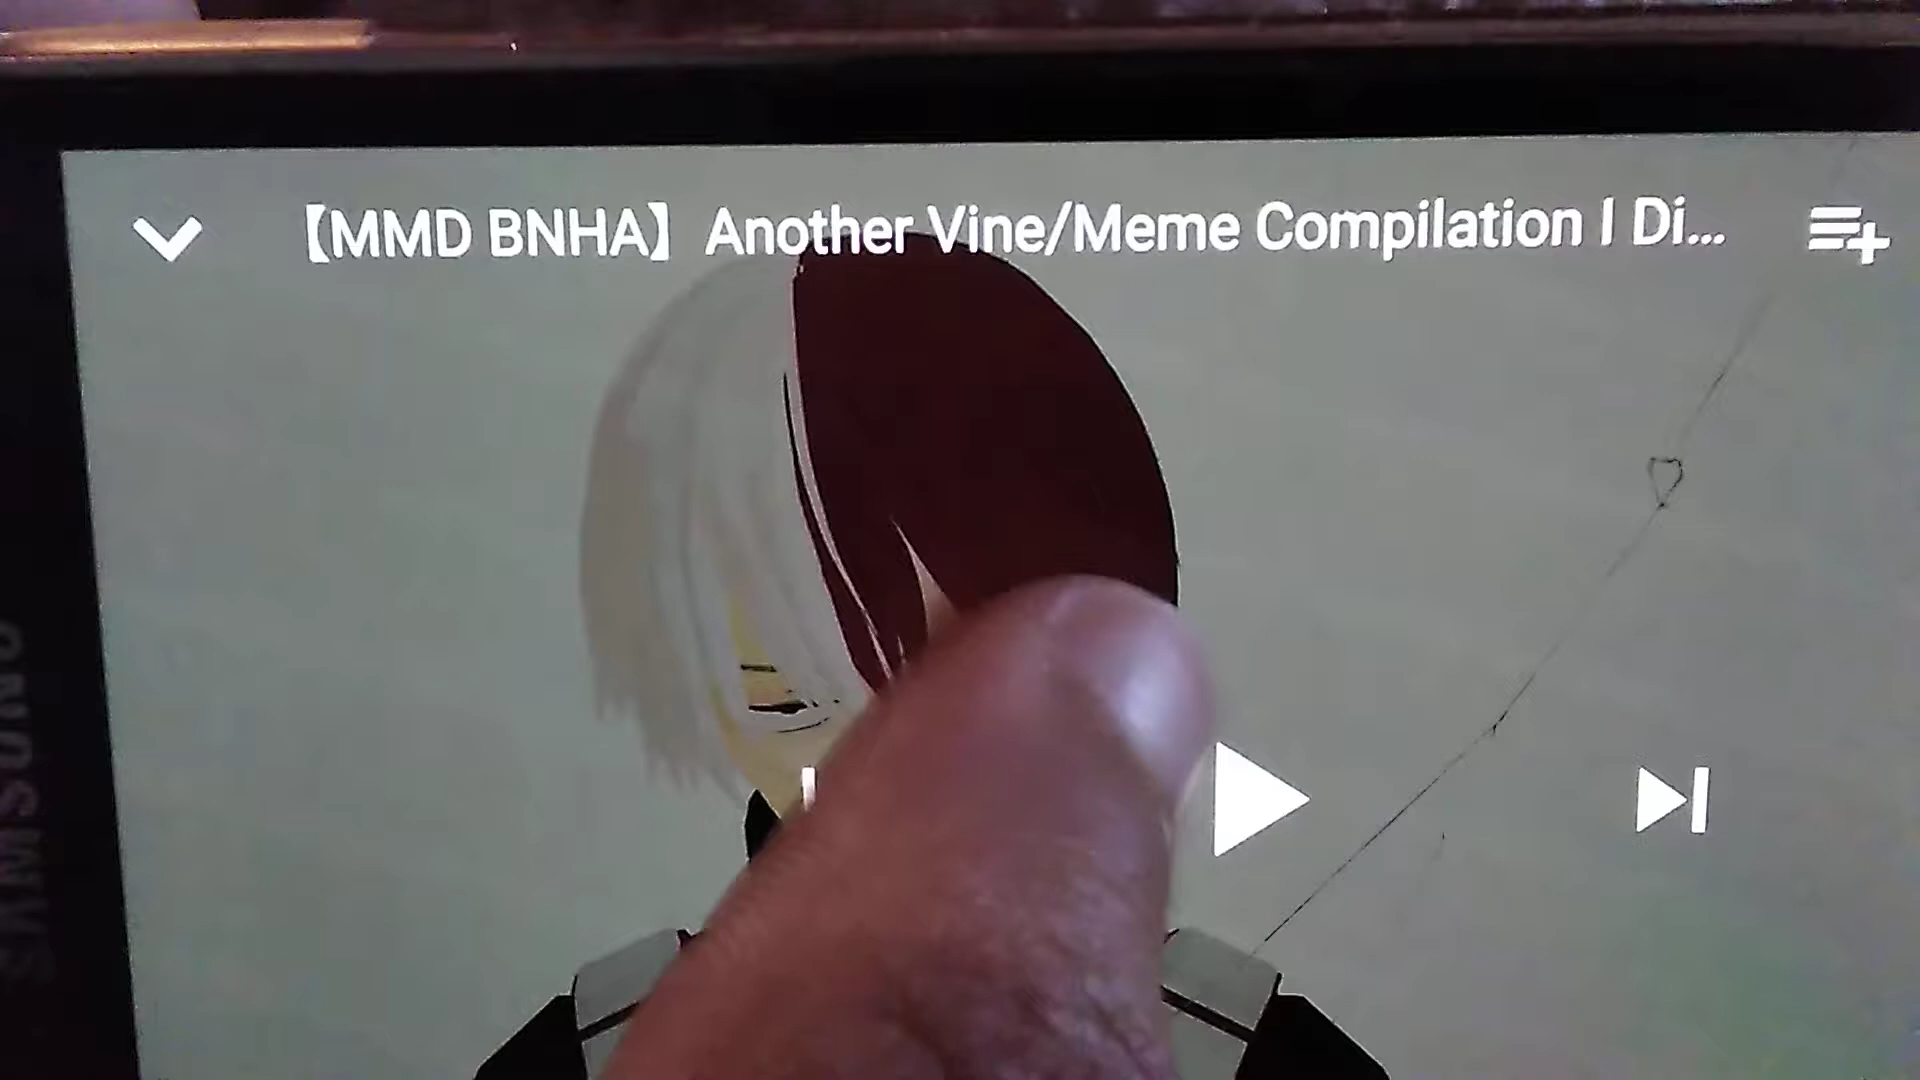 【MMD BNHA】 Another Vine/Meme Compilation I Di...
SAMSUNG